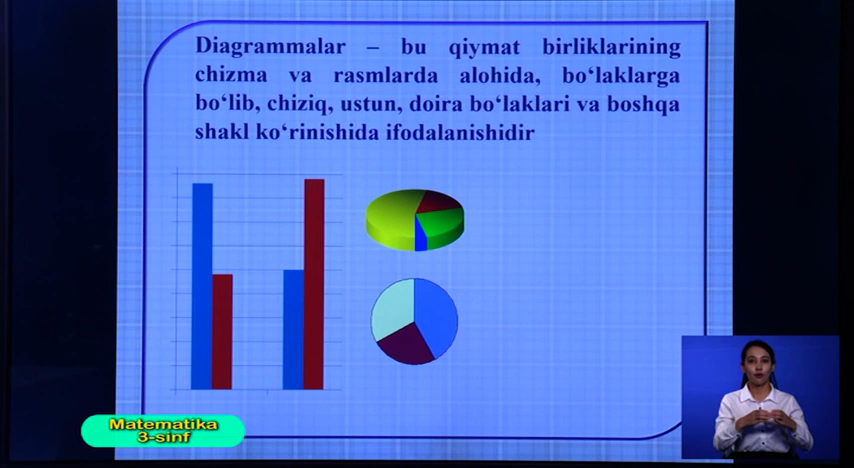 Diagrammalar – bu qiymat birliklarining
chizma va rasmlarda alohida, bo‘laklarga
bo‘lib, chiziq, ustun, doira bo‘laklari va boshqa
shakl ko‘rinishida ifodalanishidir
Matematika
3-sinf